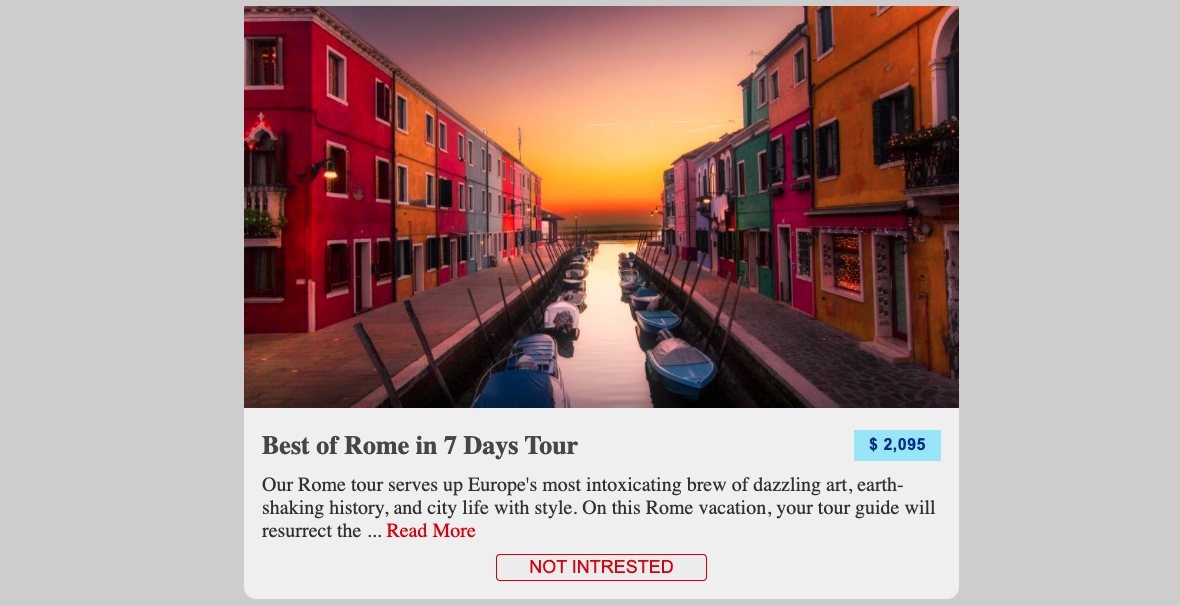 Best of Rome in 7 Days Tour
$ 2,095
Our Rome tour serves up Europe's most intoxicating brew of dazzling art, earth-
shaking history, and city life with style. On this Rome vacation, your tour guide will
resurrect the ... Read More
NOT INTRESTED